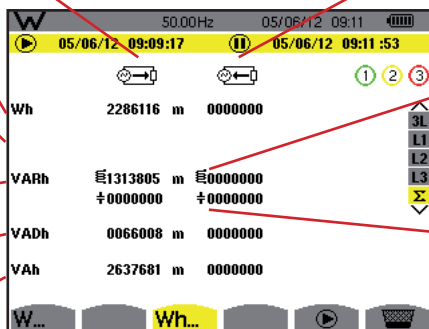 W 50.00Hz 05/06/12 09:11
05/06/12 09:09:17 05/06/12 09:11 :53
1 2 3
Wh 2286116 m 0000000
3L
L1
L2
VARh 1313805 m 0000000
L3
0000000 0000000
Σ
VADh 0066008 m 0000000
VAh 2637681 m 0000000
W... Wh...